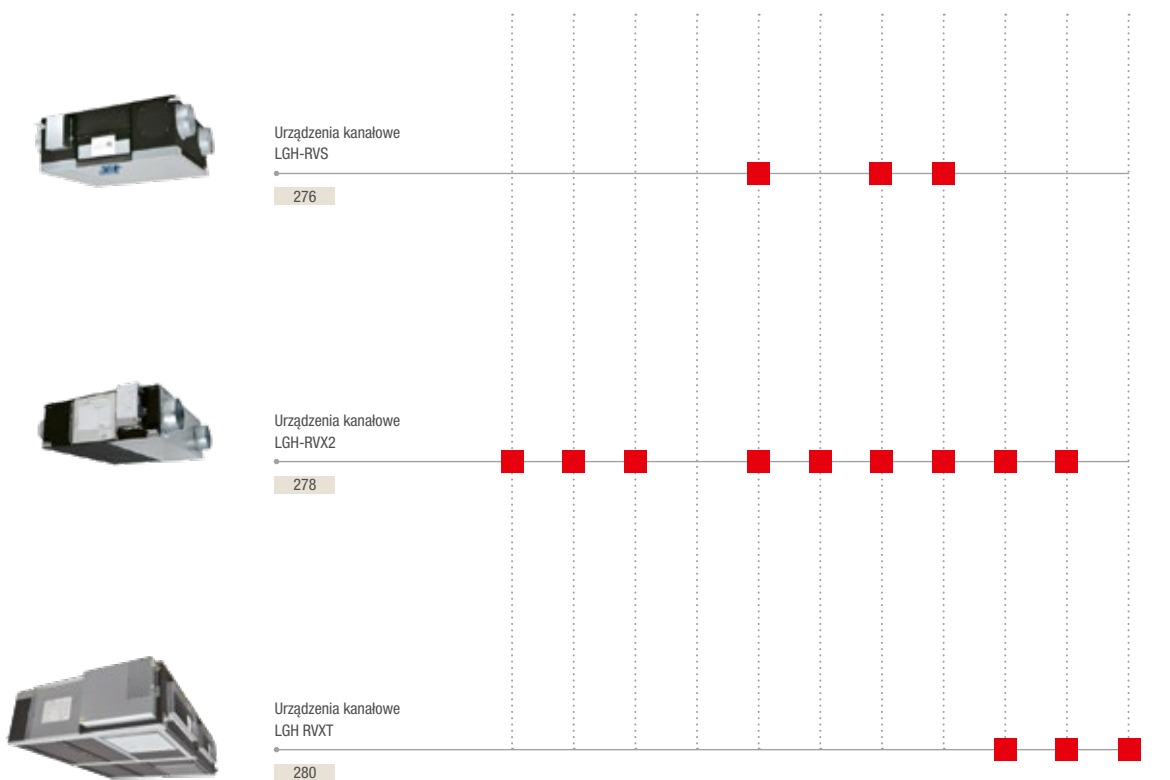 Urządzenia kanałowe
LGH-RVS
276
Urządzenia kanałowe
LGH-RVX2
278
Urządzenia kanałowe
LGH RVXT
280